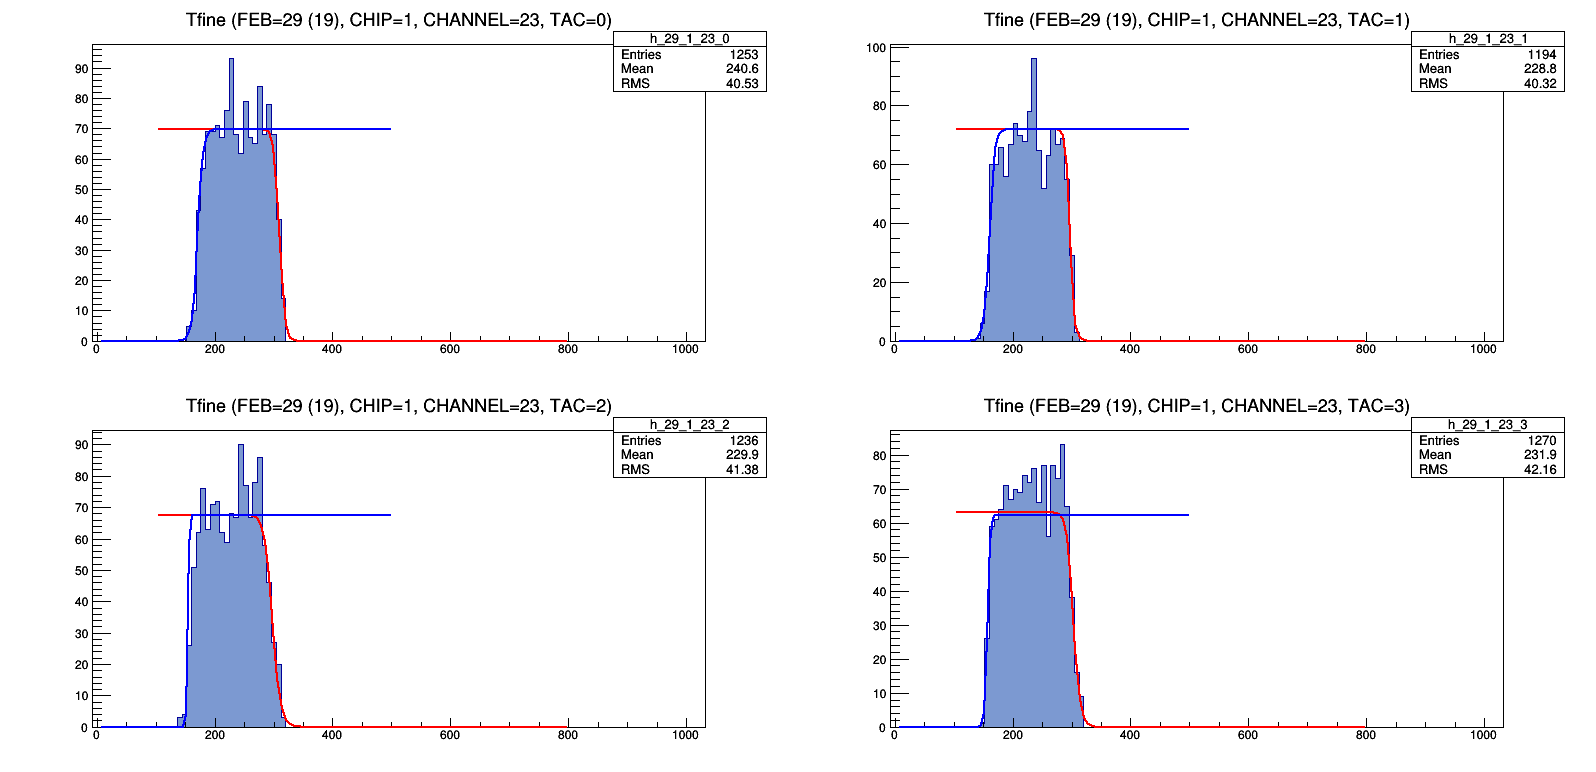 Tfine (FEB=29 (19), CHIP=1, CHANNEL=23, TAC=0)
h_29_1_23_0
Entries 1253
Mean 240.6
RMS 40.53
90
80
70
60
50
40
30
20
10
0
0 200 400 600 800 1000
Tfine (FEB=29 (19), CHIP=1, CHANNEL=23, TAC=1)
h_29_1_23_1
Entries 1194
Mean 228.8
RMS 40.32
100
80
60
40
20
0
0 200 400 600 800 1000
Tfine (FEB=29 (19), CHIP=1, CHANNEL=23, TAC=2)
h_29_1_23_2
Entries 1236
Mean 229.9
RMS 41.38
90
80
70
60
50
40
30
20
10
0
0 200 400 600 800 1000
Tfine (FEB=29 (19), CHIP=1, CHANNEL=23, TAC=3)
h_29_1_23_3
Entries 1270
Mean 231.9
RMS 42.16
80
70
60
50
40
30
20
10
0
0 200 400 600 800 1000